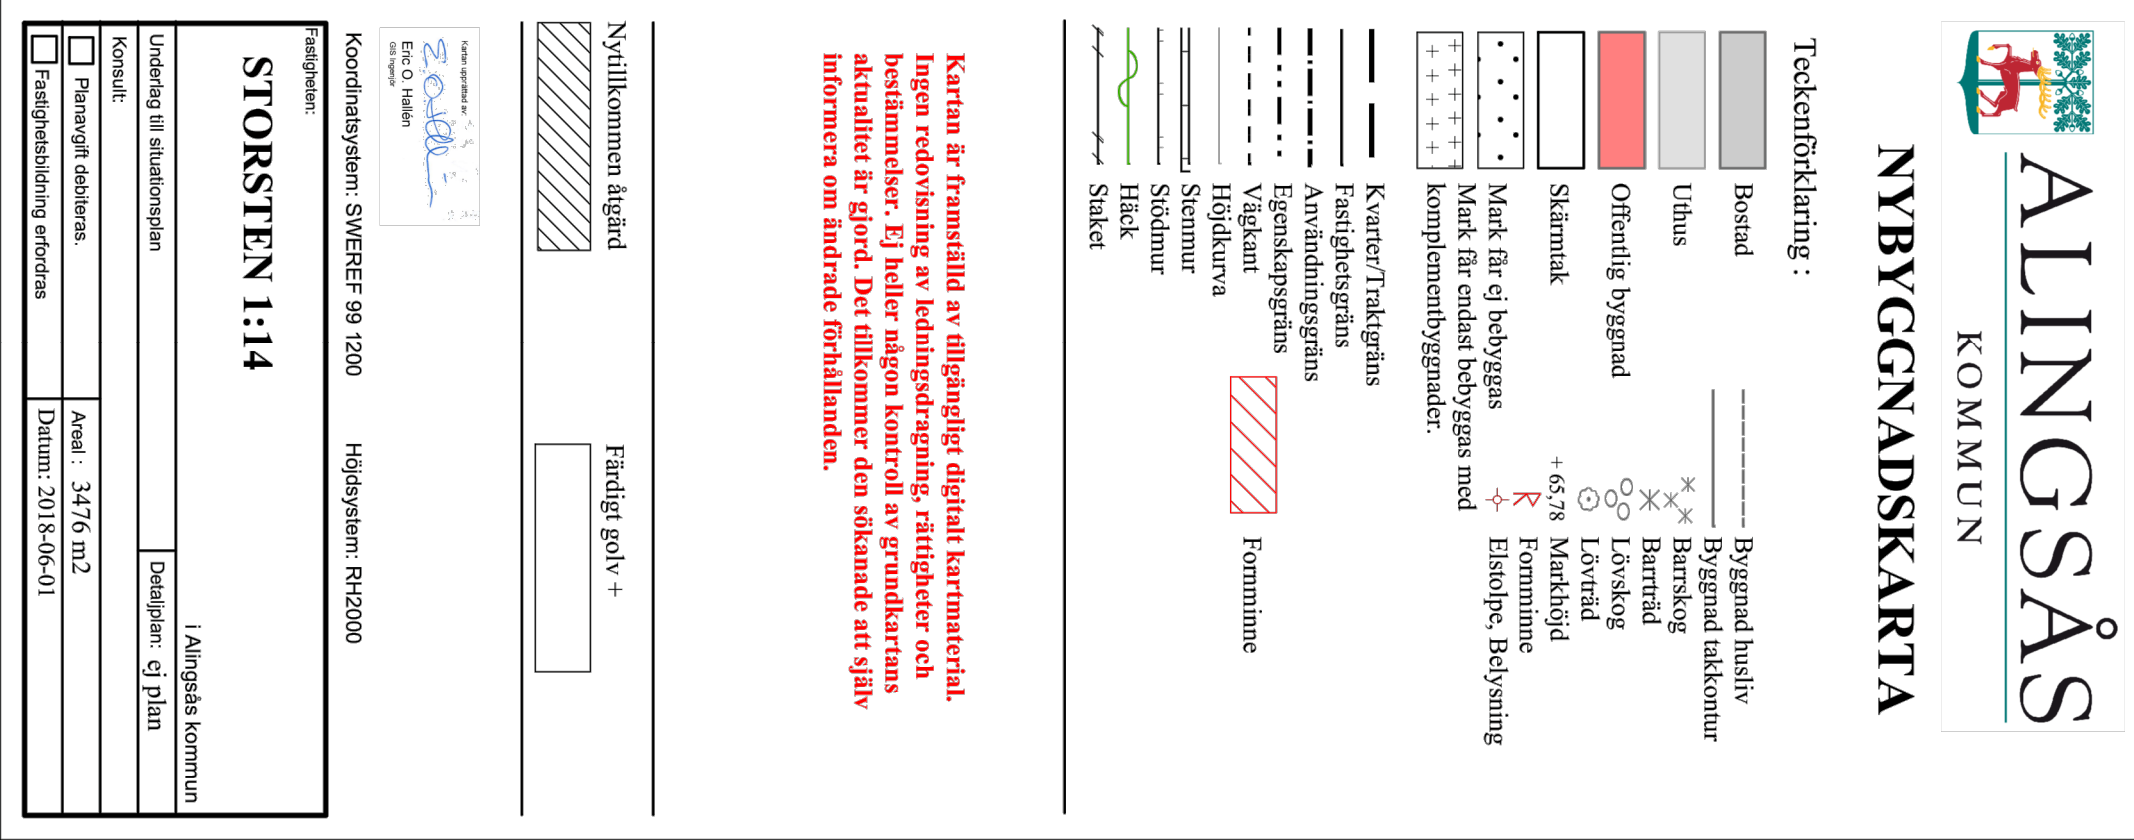 ALINGSÅS
KOMMUN
NYBYGGNADSKARTA
Teckenförklaring :
Bostad
Uthus
Offentlig byggnad
Skärmtak
Mark får ej bebyggas
Mark får endast bebyggas med
komplementbyggnader.
Kvarter/Traktgräns
Fastighetsgräns
Användningsgräns
Egenskapsgräns
Vägkant
Höjdkurva
Stenmur
Stödmur
Häck
Staket
Byggnad husliv
Byggnad takkontur
Barrskog
Barrträd
Lövskog
Lövträd
+65,78 Markhöjd
R Fornminne
Elstolpe, Belysning
Fornminne
Kartan är framställd av tillgängligt digitalt kartmaterial.
Ingen redovisning av ledningsdragning, rättigheter och
bestämmelser. Ej heller någon kontroll av grundkartans
aktualitet är gjord. Det tillkommer den sökanade att själv
informera om ändrade förhållanden.
Nytillkommen åtgärd
Färdigt golv +
Kartan upprättad av:
Eric O. Hallén
GIS Ingenjör
Koordinatsystem: SWEREF 99 1200 Höjdsystem: RH2000
Fastigheten:
STORSTEN 1:14
i Alingsås kommun
Underlag till situationsplan
Detaljplan: ej plan
Konsult:
Planavgift debiteras.
Areal : 3476 m2
Fastighetsbildning erfordras
Datum: 2018-06-01